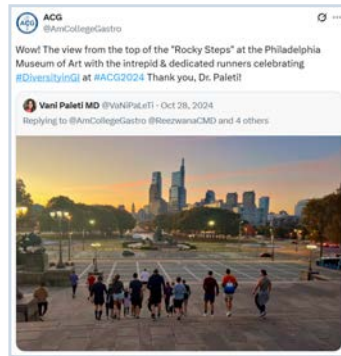 ACG
@AmCollegeGastro
Wow! The view from the top of the "Rocky Steps" at the Philadelphia
Museum of Art with the intrepid & dedicated runners celebrating
#DiversityinGI at #ACG2024 Thank you, Dr. Paleti!
Vani Paleti MD @VaNiPaLeTi · Oct 28, 2024
Replying to @AmCollegeGastro @ReezwanaCMD and 4 others